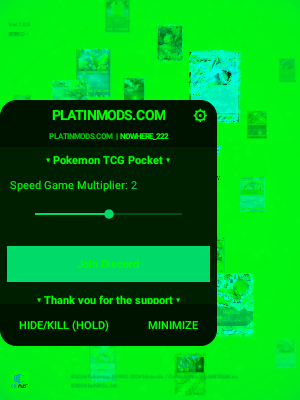 PLATINMODS.COM
PLATINMODS.COM | NOWHERE_222
▾ Pokemon TCG Pocket ▾
Speed Game Multiplier: 2
Join Discord
▾ Thank you for the support ▾
HIDE/KILL (HOLD)
MINIMIZE